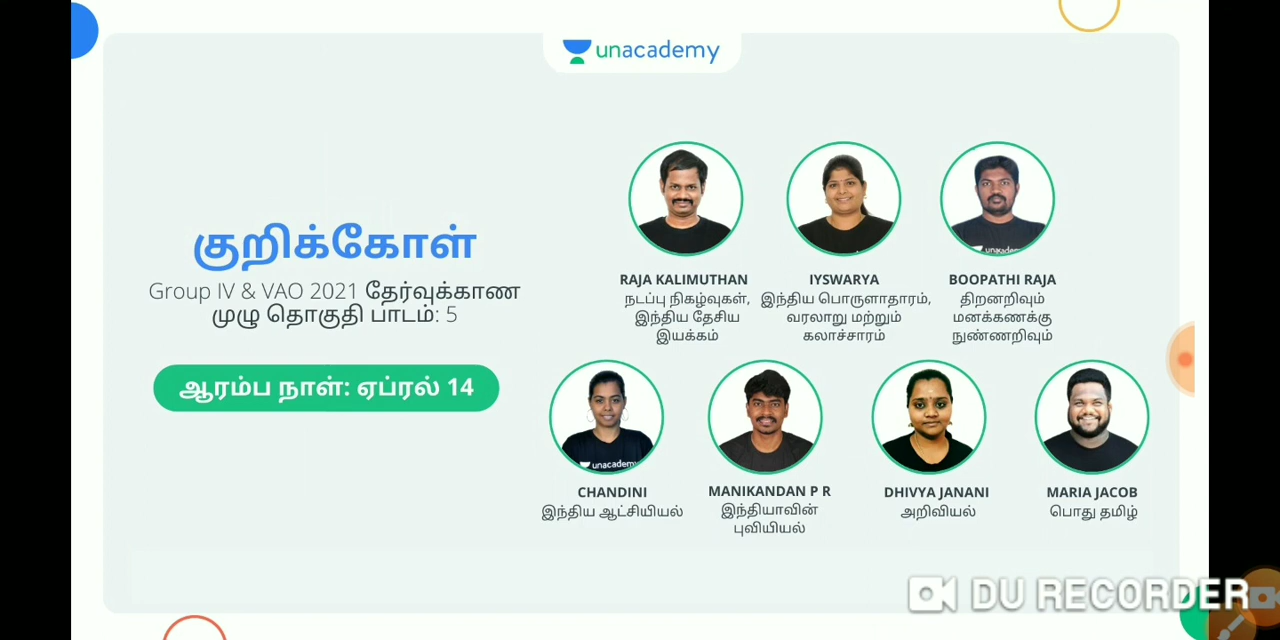 unacademy
குறிக்கோள்
Group IV & VAO 2021 தேர்வுக்காண
முழு தொகுதி பாடம்: 5
ஆரம்ப நாள்: ஏப்ரல் 14
RAJA KALIMUTHAN
நடப்பு நிகழ்வுகள்,
இந்திய தேசிய
இயக்கம்
IYSWARYA
இந்திய பொருளாதாரம்,
வரலாறு மற்றும்
கலாச்சாரம்
unacademy
BOOPATHI RAJA
திறனறிவும்
மனக்கணக்கு
நுண்ணறிவும்
unacademy
CHANDINI
இந்திய ஆட்சியியல்
MANIKANDAN P R
இந்தியாவின்
புவியியல்
DHIVYA JANANI
அறிவியல்
MARIA JACOB
பொது தமிழ்
DU RECORDER